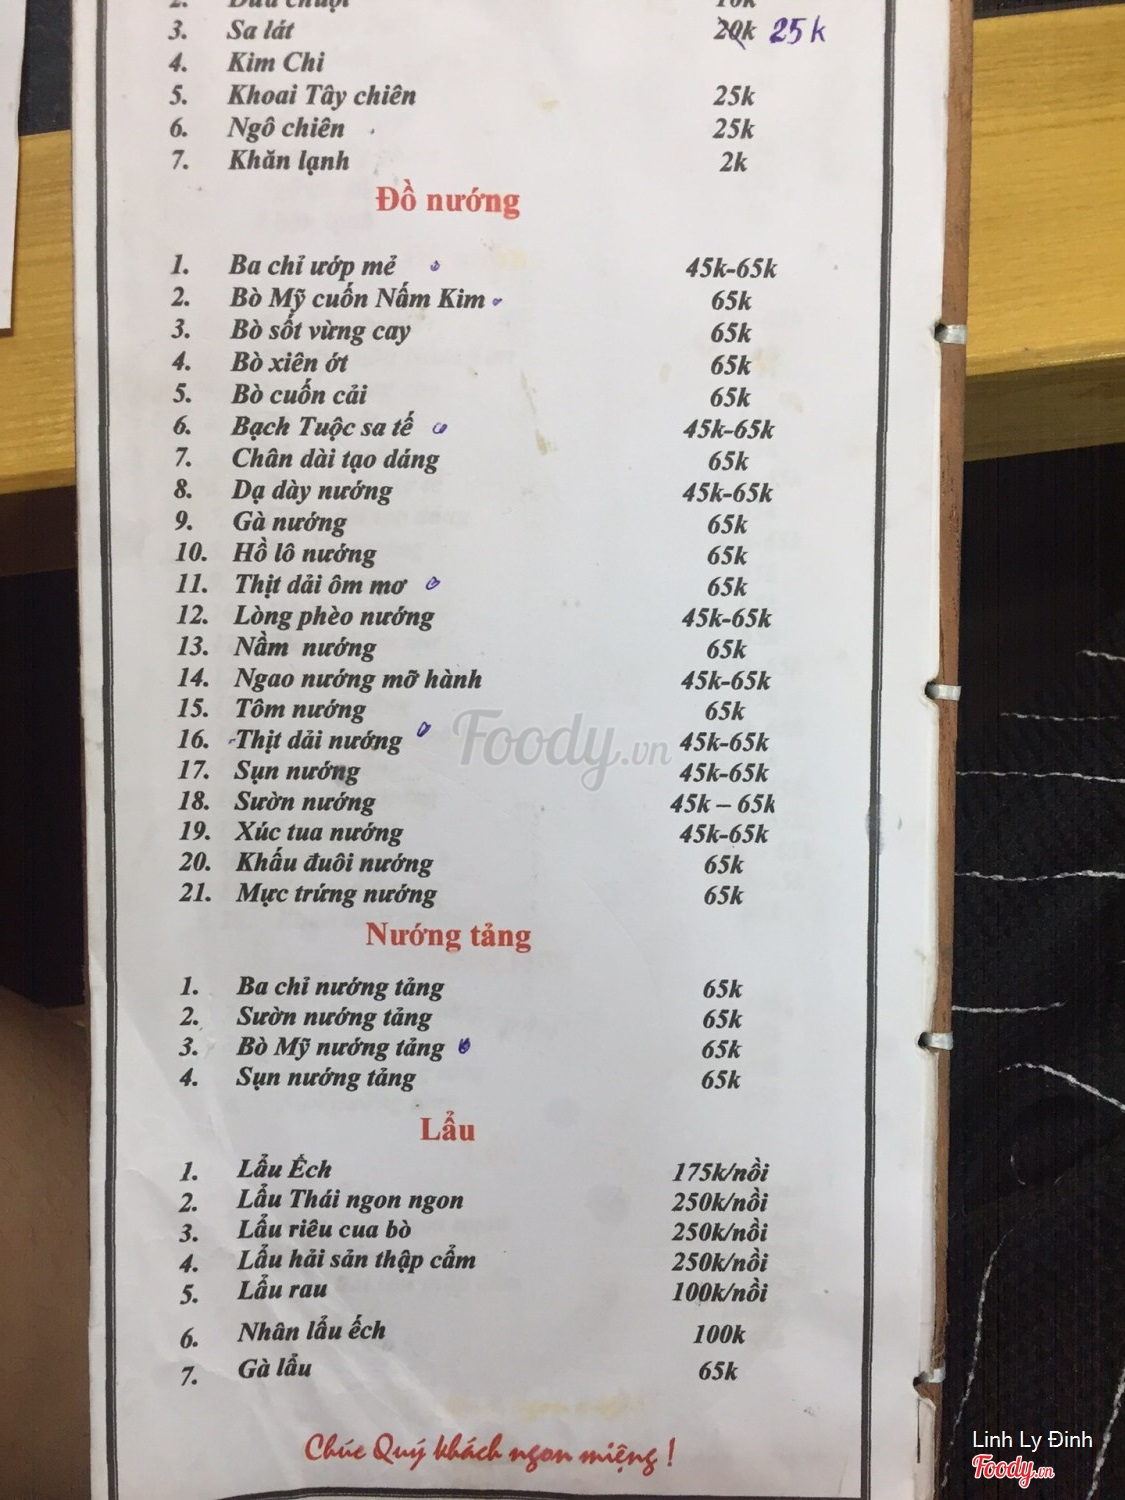 2. Dưa chuột 10k
3. Sa lát 20k 25k
4. Kim Chi
5. Khoai Tây chiên 25k
6. Ngô chiên 25k
7. Khăn lạnh 2k
Đồ nướng
1. Ba chỉ ướp mẻ 45k-65k
2. Bò Mỹ cuốn Nấm Kim 65k
3. Bò sốt vừng cay 65k
4. Bò xiên ớt 65k
5. Bò cuốn cải 65k
6. Bạch Tuộc sa tế 45k-65k
7. Chân dài tạo dáng 65k
8. Dạ dày nướng 45k-65k
9. Gà nướng 65k
10. Hồ lô nướng 65k
11. Thịt dải ôm mơ 65k
12. Lòng phèo nướng 45k-65k
13. Nầm nướng 65k
14. Ngao nướng mỡ hành 45k-65k
15. Tôm nướng 65k
16. Thịt dải nướng 45k-65k
17. Sụn nướng 45k-65k
18. Sườn nướng 45k – 65k
19. Xúc tua nướng 45k-65k
20. Khấu đuôi nướng 65k
21. Mực trứng nướng 65k
Nướng tảng
1. Ba chỉ nướng tảng 65k
2. Sườn nướng tảng 65k
3. Bò Mỹ nướng tảng 65k
4. Sụn nướng tảng 65k
Lẩu
1. Lẩu Ếch 175k/nồi
2. Lẩu Thái ngon ngon 250k/nồi
3. Lẩu riêu cua bò 250k/nồi
4. Lẩu hải sản thập cẩm 250k/nồi
5. Lẩu rau 100k/nồi
6. Nhân lẩu ếch 100k
7. Gà lẩu 65k
Chúc Quý khách ngon miệng !
Foody.vn
Linh Ly Đinh
Foody.vn